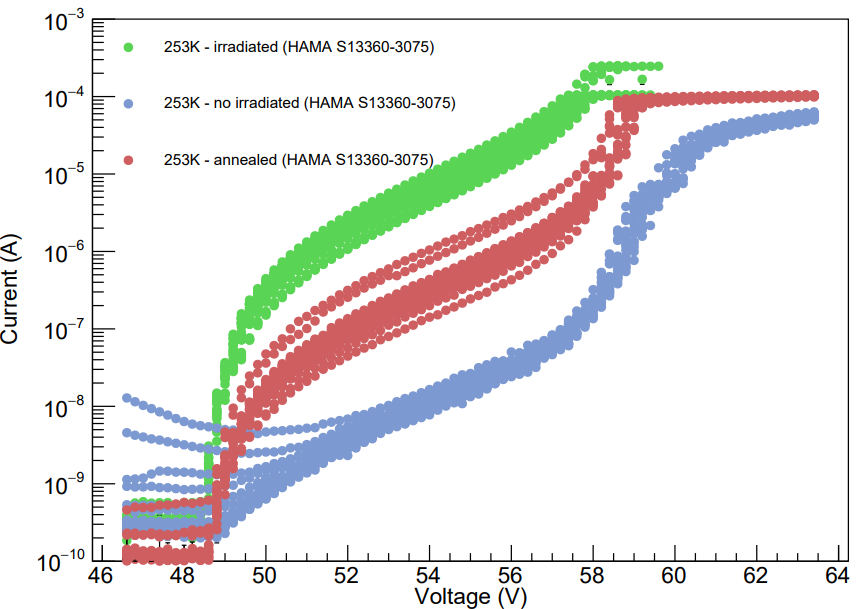 10⁻³
253K - irradiated (HAMA S13360-3075)
10⁻⁴
253K - no irradiated (HAMA S13360-3075)
253K - annealed (HAMA S13360-3075)
10⁻⁵
10⁻⁶
Current (A)
10⁻⁷
10⁻⁸
10⁻⁹
10⁻¹⁰
46 48 50 52 54 56 58 60 62 64
Voltage (V)